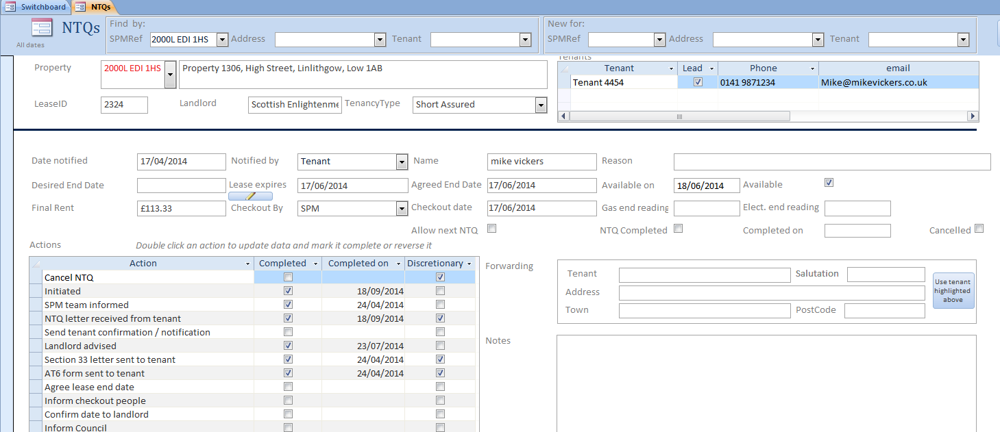 Switchboard NTQs
NTQs
All dates
Find by:
SPMRef 2000L EDI 1HS Address Tenant
New for:
SPMRef Address Tenant
Property 2000L EDI 1HS Property 1306, High Street, Linlithgow, Low 1AB
LeaseID 2324 Landlord Scottish Enlightenme TenancyType Short Assured
Tenants
Tenant Lead Phone email
Tenant 4454 0141 9871234 Mike@mikevickers.co.uk
Date notified 17/04/2014 Notified by Tenant Name mike vickers Reason
Desired End Date Lease expires 17/06/2014 Agreed End Date 17/06/2014 Available on 18/06/2014 Available
Final Rent £113.33 Checkout By SPM Checkout date 17/06/2014 Gas end reading Elect. end reading
Allow next NTQ NTQ Completed Completed on Cancelled
Actions Double click an action to update data and mark it complete or reverse it
Action Completed Completed on Discretionary
Cancel NTQ
Initiated 18/09/2014
SPM team informed 24/04/2014
NTQ letter received from tenant 18/09/2014
Send tenant confirmation / notification
Landlord advised 23/07/2014
Section 33 letter sent to tenant 24/04/2014
AT6 form sent to tenant 24/04/2014
Agree lease end date
Inform checkout people
Confirm date to landlord
Inform Council
Forwarding
Tenant Salutation
Address
Town PostCode
Use tenant
highlighted
above
Notes